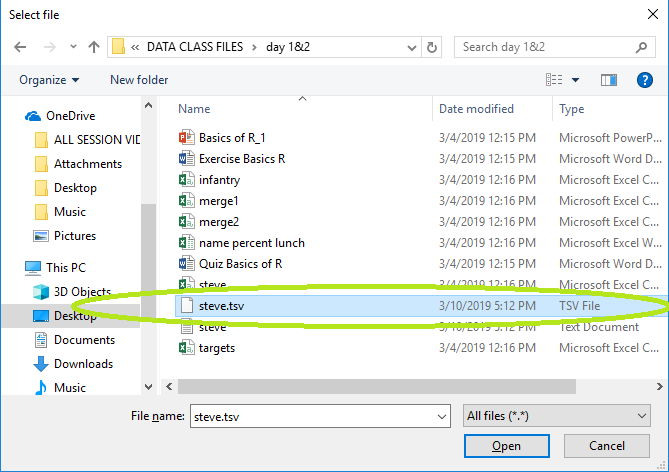 Select file
« DATA CLASS FILES › day 1&2
Search day 1&2
Organize
New folder
OneDrive
ALL SESSION VID
Attachments
Desktop
Music
Pictures
This PC
3D Objects
Desktop
Documents
Downloads
Music
Name Date modified Type
Basics of R_1 3/4/2019 12:15 PM Microsoft PowerP...
Exercise Basics R 3/4/2019 12:15 PM Microsoft Word D...
infantry 3/4/2019 12:16 PM Microsoft Excel C...
merge1 3/4/2019 12:16 PM Microsoft Excel C...
merge2 3/4/2019 12:16 PM Microsoft Excel C...
name percent lunch 3/4/2019 12:16 PM Microsoft Excel W...
Quiz Basics of R 3/4/2019 12:16 PM Microsoft Word D...
steve 3/4/2019 12:16 PM Microsoft Excel C...
steve.tsv 3/10/2019 5:12 PM TSV File
steve 3/10/2019 5:12 PM Text Document
targets 3/4/2019 12:16 PM Microsoft Excel C...
File name: steve.tsv
All files (*.*)
Open
Cancel